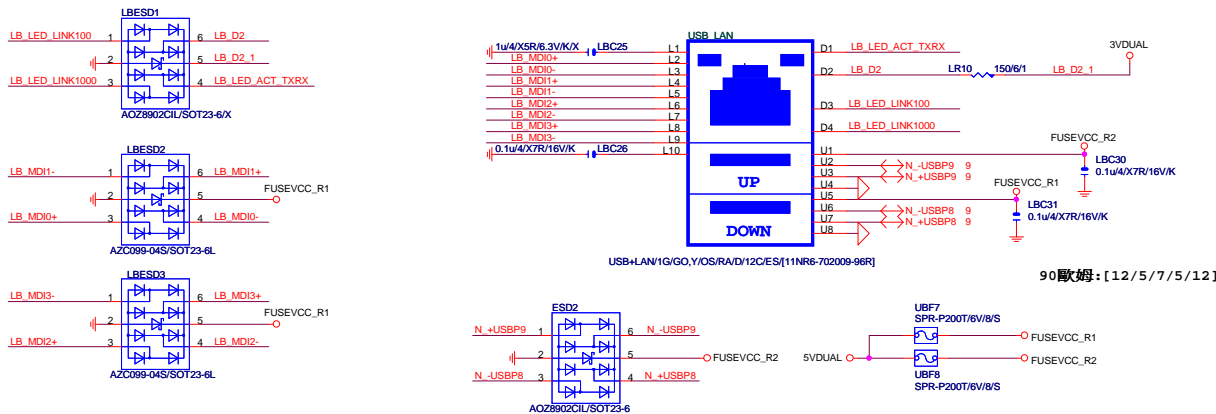 LBESD1
LB_LED_LINK100 1 6 LB_D2
2 5 LB_D2_1
LB_LED_LINK1000 3 4 LB_LED_ACT_TXRX
AOZ8902CIL/SOT23-6/X
LBESD2
LB_MDI1- 1 6 LB_MDI1+
2 5 FUSEVCC_R1
LB_MDI0+ 3 4 LB_MDI0-
AZC099-04S/SOT23-6L
LBESD3
LB_MDI3- 1 6 LB_MDI3+
2 5 FUSEVCC_R1
LB_MDI2+ 3 4 LB_MDI2-
AZC099-04S/SOT23-6L
USB_LAN
1u/4/X5R/6.3V/K/X LBC25 L1
LB_MDI0+ L2
LB_MDI0- L3
LB_MDI1+ L4
LB_MDI1- L5
LB_MDI2+ L6
LB_MDI2- L7
LB_MDI3+ L8
LB_MDI3- L9
0.1u/4/X7R/16V/K LBC26 L10
D1 LB_LED_ACT_TXRX
D2 LB_D2 LR10 150/6/1 LB_D2_1 3VDUAL
D3 LB_LED_LINK100
D4 LB_LED_LINK1000
U1 FUSEVCC_R2
U2 N_-USBP9 9
U3 N_+USBP9 9
U4
U5 FUSEVCC_R1
U6 N_-USBP8 9
U7 N_+USBP8 9
U8
UP
DOWN
LBC30
0.1u/4/X7R/16V/K
LBC31
0.1u/4/X7R/16V/K
USB+LAN/1G/GO,Y/OS/RA/D/12C/ES/[11NR6-702009-96R]
90歐姆:[12/5/7/5/12]
ESD2
N_+USBP9 1 6 N_-USBP9
2 5 FUSEVCC_R2
N_-USBP8 3 4 N_+USBP8
AOZ8902CIL/SOT23-6
UBF7
SPR-P200T/6V/8/S
FUSEVCC_R1
5VDUAL
FUSEVCC_R2
UBF8
SPR-P200T/6V/8/S